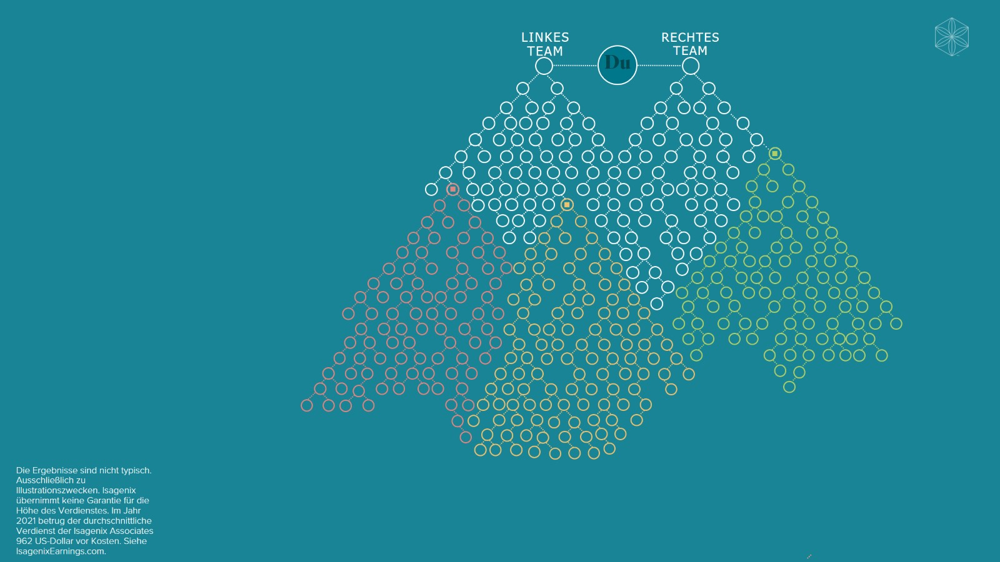 LINKES
TEAM
RECHTES
TEAM
Du
Die Ergebnisse sind nicht typisch.
Ausschließlich zu
Illustrationszwecken. Isagenix
übernimmt keine Garantie für die
Höhe des Verdienstes. Im Jahr
2021 betrug der durchschnittliche
Verdienst der Isagenix Associates
962 US-Dollar vor Kosten. Siehe
IsagenixEarnings.com.